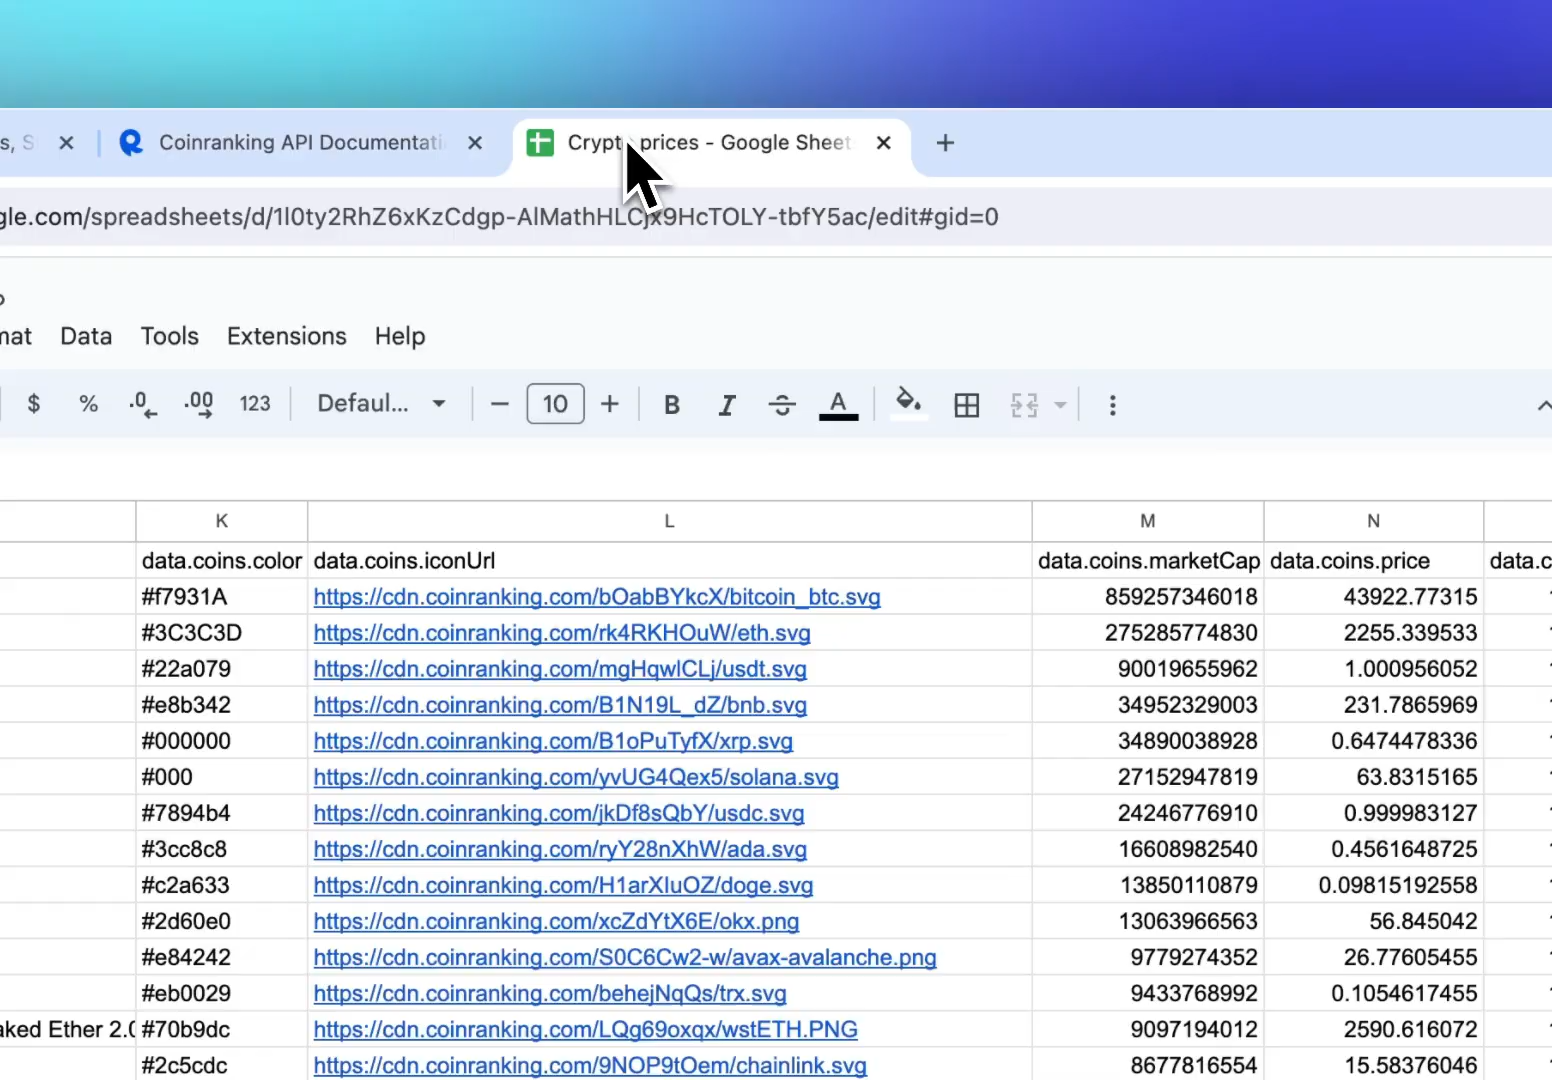 s, S
Coinranking API Documentati
Crypt prices - Google Sheet
gle.com/spreadsheets/d/1l0ty2RhZ6xKzCdgp-AlMathHLCjx9HcTOLY-tbfY5ac/edit#gid=0
mat Data Tools Extensions Help
$ % .0 .00 123 Defaul... − 10 + B I S A
K L M N
data.coins.color data.coins.iconUrl data.coins.marketCap data.coins.price data.c
#f7931A https://cdn.coinranking.com/bOabBYkcX/bitcoin_btc.svg 859257346018 43922.77315
#3C3C3D https://cdn.coinranking.com/rk4RKHOuW/eth.svg 275285774830 2255.339533
#22a079 https://cdn.coinranking.com/mgHqwlCLj/usdt.svg 90019655962 1.000956052
#e8b342 https://cdn.coinranking.com/B1N19L_dZ/bnb.svg 34952329003 231.7865969
#000000 https://cdn.coinranking.com/B1oPuTyfX/xrp.svg 34890038928 0.6474478336
#000 https://cdn.coinranking.com/yvUG4Qex5/solana.svg 27152947819 63.8315165
#7894b4 https://cdn.coinranking.com/jkDf8sQbY/usdc.svg 24246776910 0.999983127
#3cc8c8 https://cdn.coinranking.com/ryY28nXhW/ada.svg 16608982540 0.4561648725
#c2a633 https://cdn.coinranking.com/H1arXIuOZ/doge.svg 13850110879 0.09815192558
#2d60e0 https://cdn.coinranking.com/xcZdYtX6E/okx.png 13063966563 56.845042
#e84242 https://cdn.coinranking.com/S0C6Cw2-w/avax-avalanche.png 9779274352 26.77605455
#eb0029 https://cdn.coinranking.com/behejNqQs/trx.svg 9433768992 0.1054617455
aked Ether 2.0 #70b9dc https://cdn.coinranking.com/LQg69oxqx/wstETH.PNG 9097194012 2590.616072
#2c5cdc https://cdn.coinranking.com/9NOP9tOem/chainlink.svg 8677816554 15.58376046